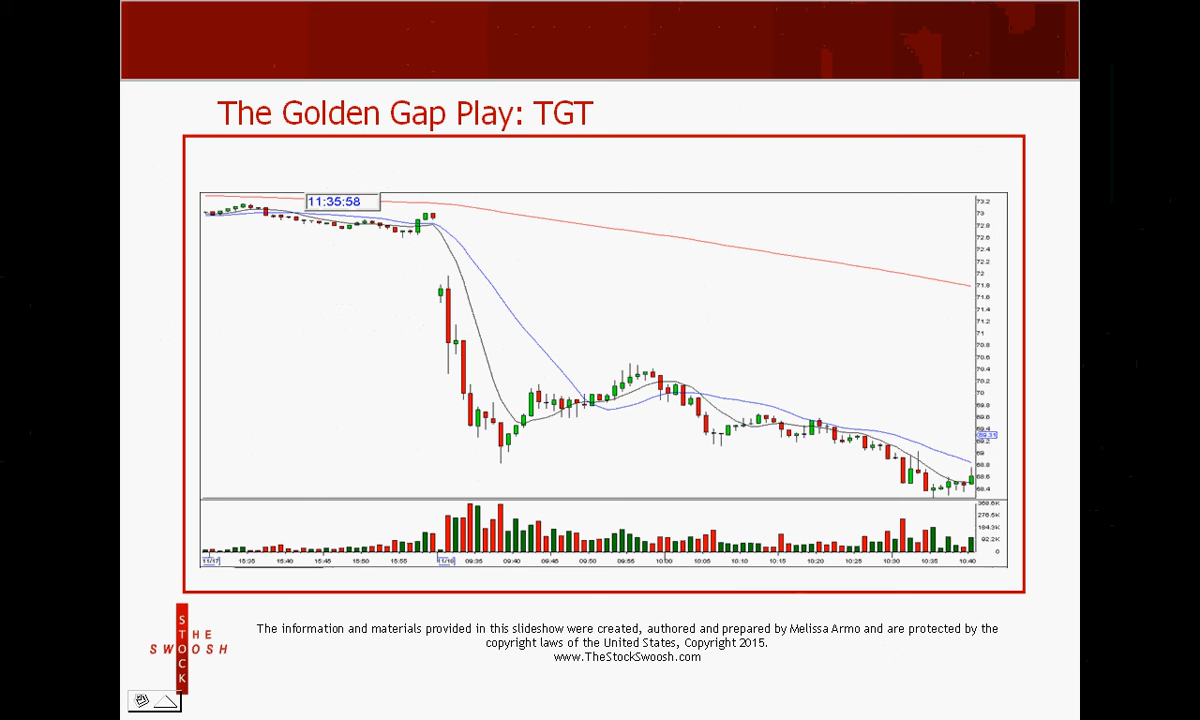 The Golden Gap Play: TGT
11:35:58
73.2
73
72.8
72.6
72.4
72.2
72
71.8
71.6
71.4
71.2
71
70.8
70.6
70.4
70.2
70
69.8
69.6
69.4
69.31
69.2
69
68.8
68.6
68.4
276.5K
184.3K
92.2K
0
11/17 15:35 15:40 15:45 15:50 15:55 11/18 09:35 09:40 09:45 09:50 09:55 10:00 10:05 10:10 10:15 10:20 10:25 10:30 10:35 10:40
STOCK
THE
SWOOSH
The information and materials provided in this slideshow were created, authored and prepared by Melissa Armo and are protected by the
copyright laws of the United States, Copyright 2015.
www.TheStockSwoosh.com